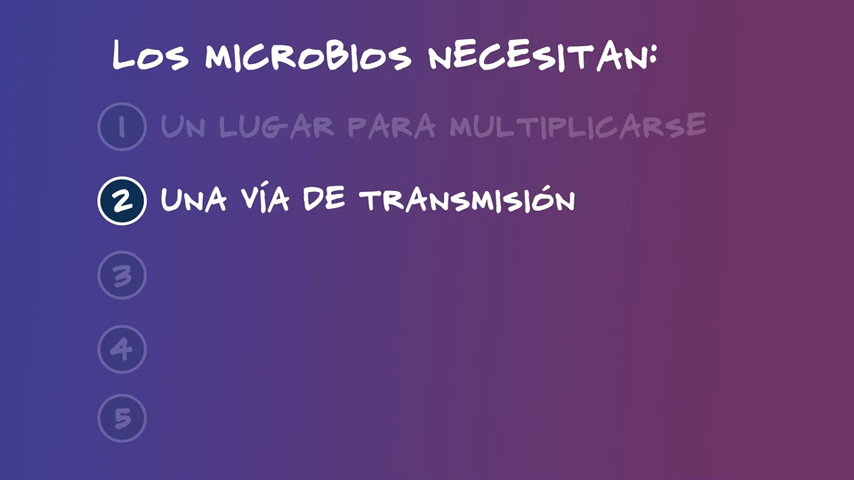 LOS MICROBIOS NECESITAN:
1 UN LUGAR PARA MULTIPLICARSE
2 UNA VÍA DE TRANSMISIÓN
3
4
5